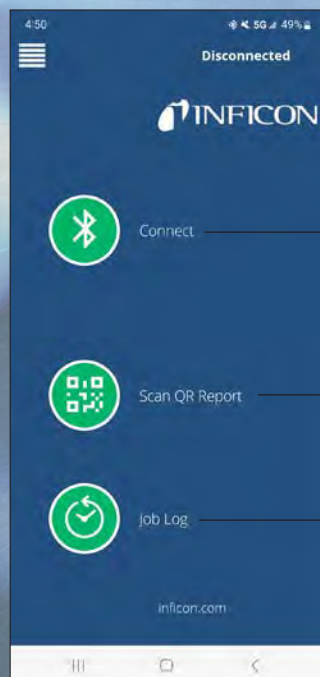 4:50
5G 49%
Disconnected
INFICON
Connect
Scan QR Report
Job Log
inficon.com